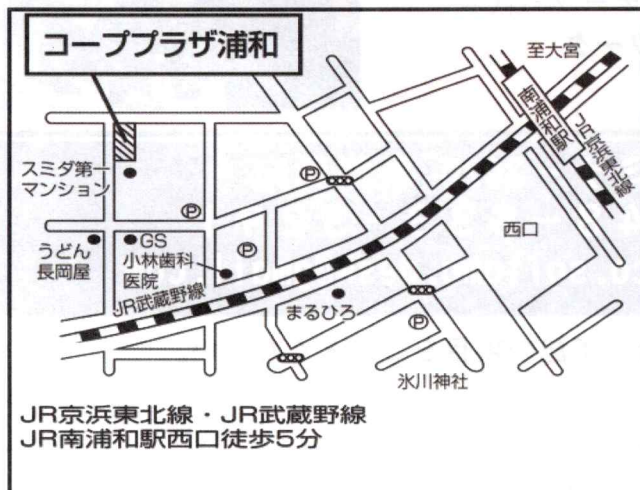 コーププラザ浦和
至大宮
南浦和駅
JR京浜東北線
スミダ第一
マンション
Ⓟ
Ⓟ
西口
うどん
長岡屋
GS
小林歯科
医院
Ⓟ
JR武蔵野線
まるひろ
Ⓟ
氷川神社
JR京浜東北線・JR武蔵野線
JR南浦和駅西口徒歩5分